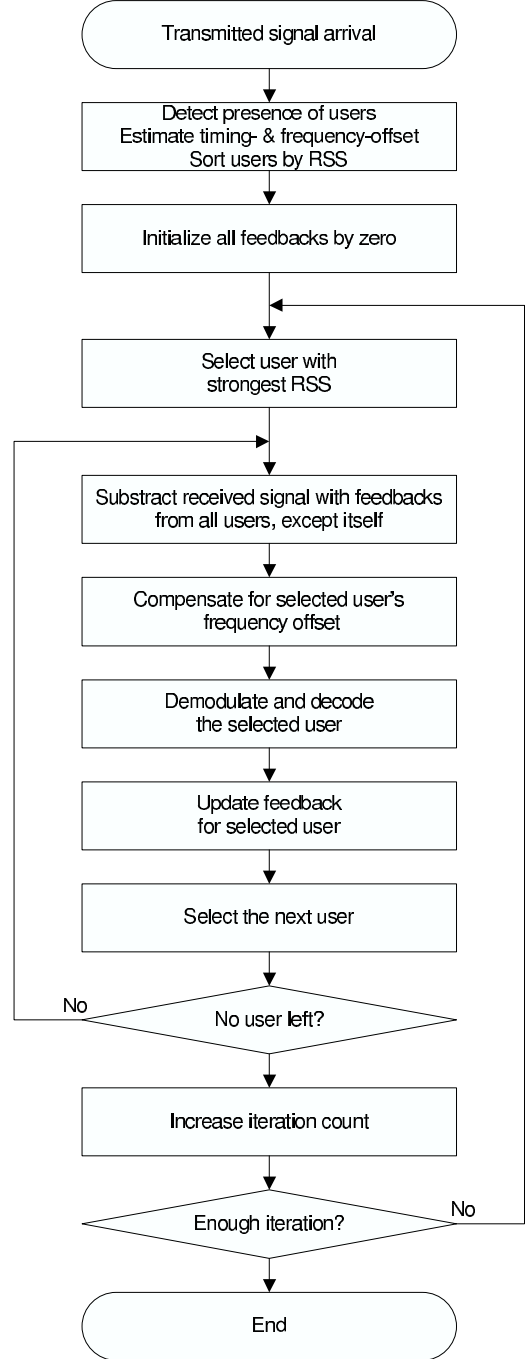 Transmitted signal arrival
Detect presence of users
Estimate timing- & frequency-offset
Sort users by RSS
Initialize all feedbacks by zero
Select user with
strongest RSS
Substract received signal with feedbacks
from all users, except itself
Compensate for selected user's
frequency offset
Demodulate and decode
the selected user
Update feedback
for selected user
Select the next user
No
No user left?
Increase iteration count
Enough iteration?
No
End